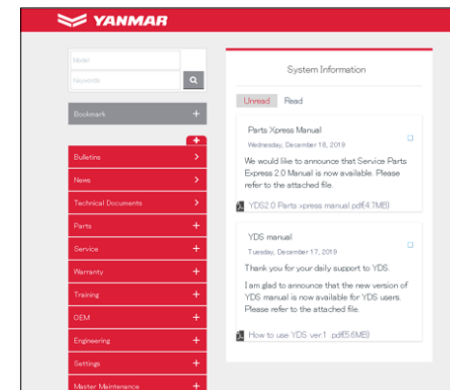 YANMAR
Model
Keywords
Bookmark
Bulletins
News
Technical Documents
Parts
Service
Warranty
Training
OEM
Engineering
Settings
Master Maintenance
System Information
Unread Read
Parts Xpress Manual
Wednesday, December 18, 2019
We would like to announce that Service Parts
Express 2.0 Manual is now available. Please
refer to the attached file.
YDS2.0 Parts xpress manual.pdf(4.7MB)
YDS manual
Tuesday, December 17, 2019
Thank you for your daily support to YDS.
I am glad to announce that the new version of
YDS manual is now available for YDS users.
Please refer to the attached file.
How to use YDS ver.1 .pdf(5.6MB)